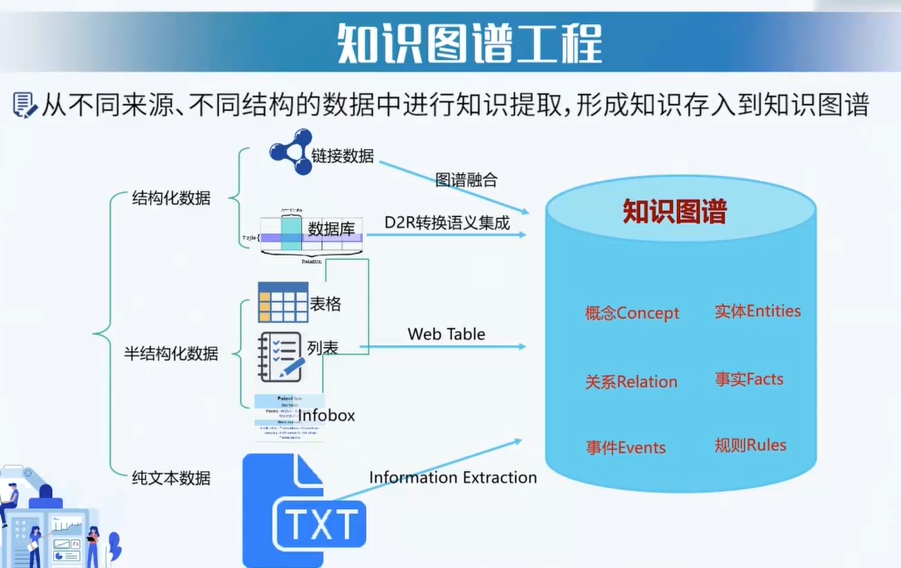 知识图谱工程
从不同来源、不同结构的数据中进行知识提取,形成知识存入到知识图谱
链接数据
图谱融合
结构化数据
知识图谱
数据库
D2R转换语义集成
表格
概念Concept
实体Entities
Web Table
列表
半结构化数据
关系Relation
事实Facts
Infobox
事件Events
规则Rules
纯文本数据
Information Extraction
TXT